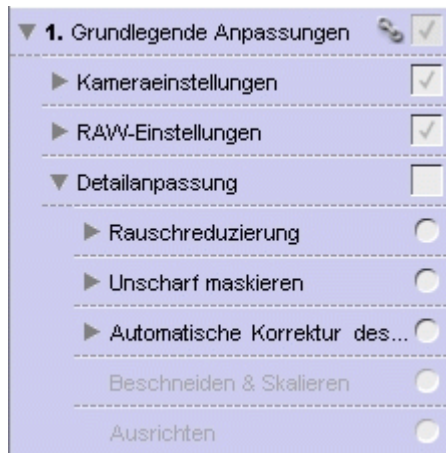 1. Grundlegende Anpassungen
Kameraeinstellungen
RAW-Einstellungen
Detailanpassung
Rauschreduzierung
Unscharf maskieren
Automatische Korrektur des...
Beschneiden & Skalieren
Ausrichten